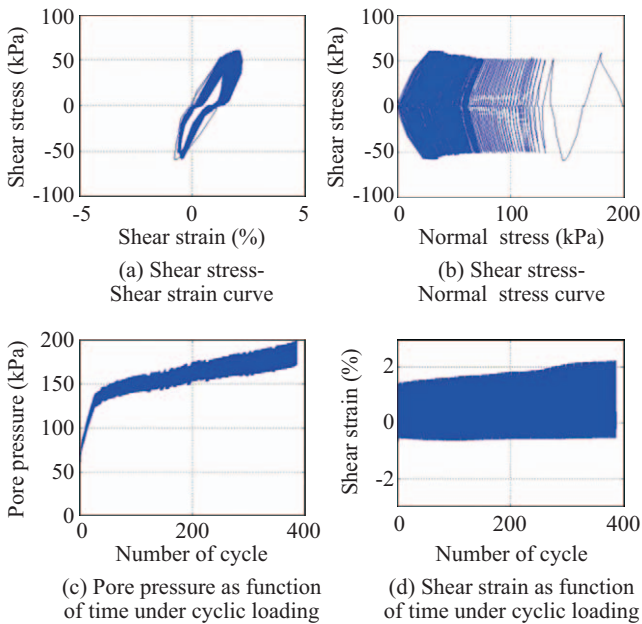 100
50
0
-50
-100
Shear stress (kPa)
-5 0 5
Shear strain (%)
(a) Shear stress-
Shear strain curve
100
50
0
-50
-100
Shear stress (kPa)
0 100 200
Normal stress (kPa)
(b) Shear stress-
Normal stress curve
200
150
100
50
0
Pore pressure (kPa)
0 200 400
Number of cycle
(c) Pore pressure as function
of time under cyclic loading
2
0
-2
Shear strain (%)
0 200 400
Number of cycle
(d) Shear strain as function
of time under cyclic loading